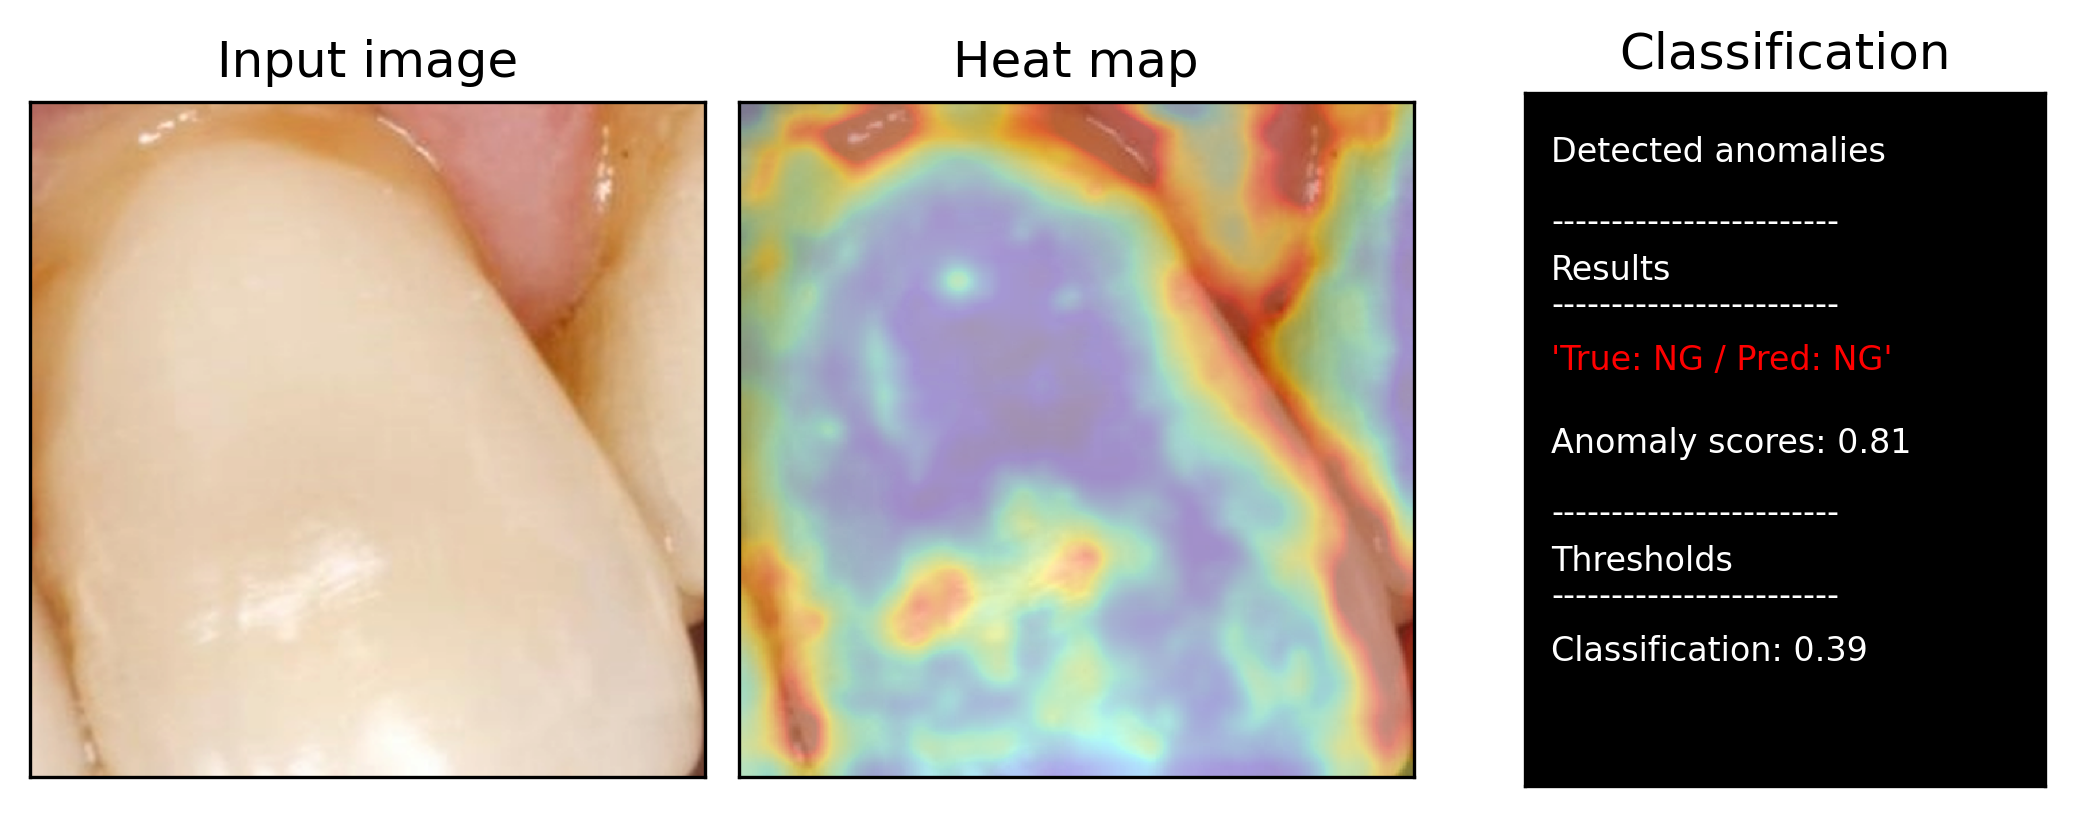 Input image
Heat map
Classification
Detected anomalies
------------------------
Results
------------------------
'True: NG / Pred: NG'
Anomaly scores: 0.81
------------------------
Thresholds
------------------------
Classification: 0.39